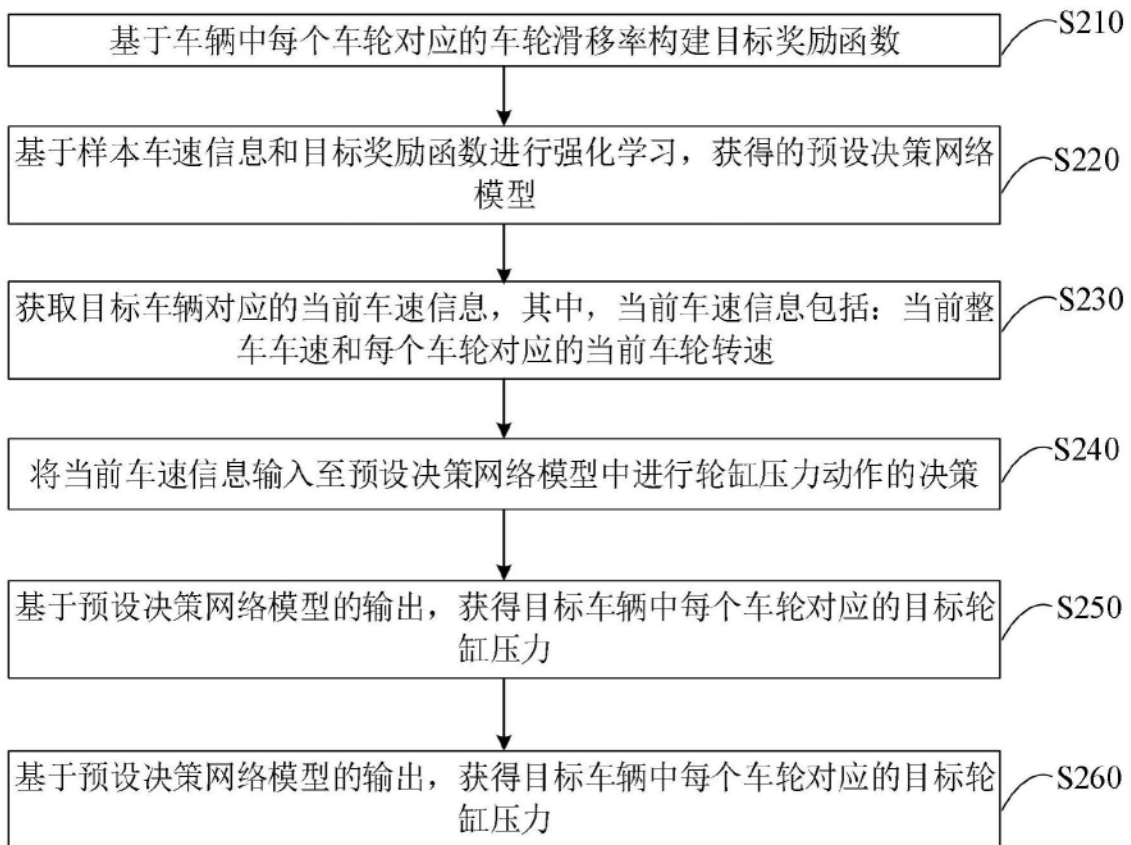 基于车辆中每个车轮对应的车轮滑移率构建目标奖励函数
S210
基于样本车速信息和目标奖励函数进行强化学习，获得的预设决策网络
模型
S220
获取目标车辆对应的当前车速信息，其中，当前车速信息包括：当前整
车车速和每个车轮对应的当前车轮转速
S230
将当前车速信息输入至预设决策网络模型中进行轮缸压力动作的决策
S240
基于预设决策网络模型的输出，获得目标车辆中每个车轮对应的目标轮
缸压力
S250
基于预设决策网络模型的输出，获得目标车辆中每个车轮对应的目标轮
缸压力
S260